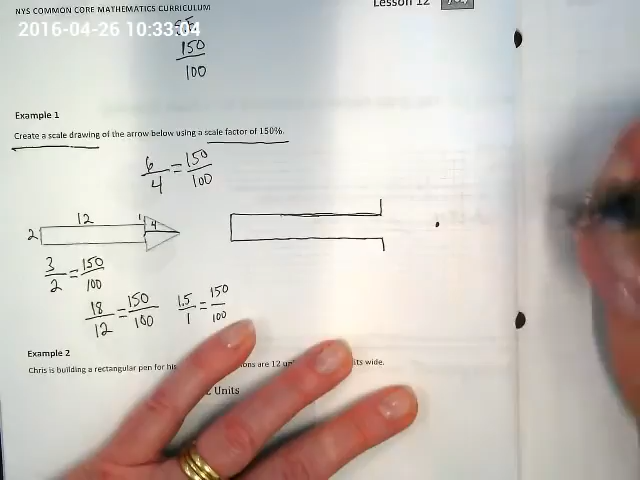 NYS COMMON CORE MATHEMATICS CURRICULUM
Lesson 12
2016-04-26 10:33:04
SF
150
100
Example 1
Create a scale drawing of the arrow below using a scale factor of 150%.
6/4 = 150/100
12
1
4
2
3/2 = 150/100
18/12 = 150/100
1.5/1 = 150/100
Example 2
Chris is building a rectangular pen for his
are 12
wide.
Units